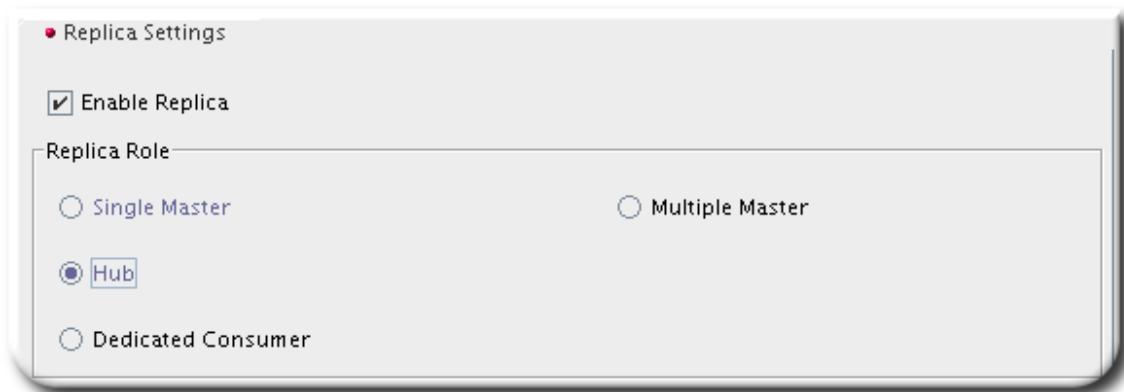 Replica Settings
Enable Replica
Replica Role
Single Master
Multiple Master
Hub
Dedicated Consumer